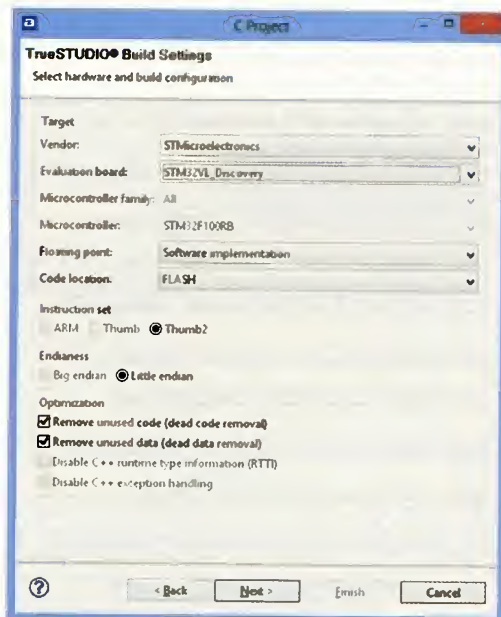 C Project
TrueSTUDIO® Build Settings
Select hardware and build configuration
Target
Vendor: STMicroelectronics
Evaluation board: STM32VL_Discovery
Microcontroller family: All
Microcontroller: STM32F100RB
Floating point: Software implementation
Code location: FLASH
Instruction set
ARM Thumb Thumb2
Endianess
Big endian Little endian
Optimization
Remove unused code (dead code removal)
Remove unused data (dead data removal)
Disable C++ runtime type information (RTTI)
Disable C++ exception handling
?
< Back Next > Finish Cancel